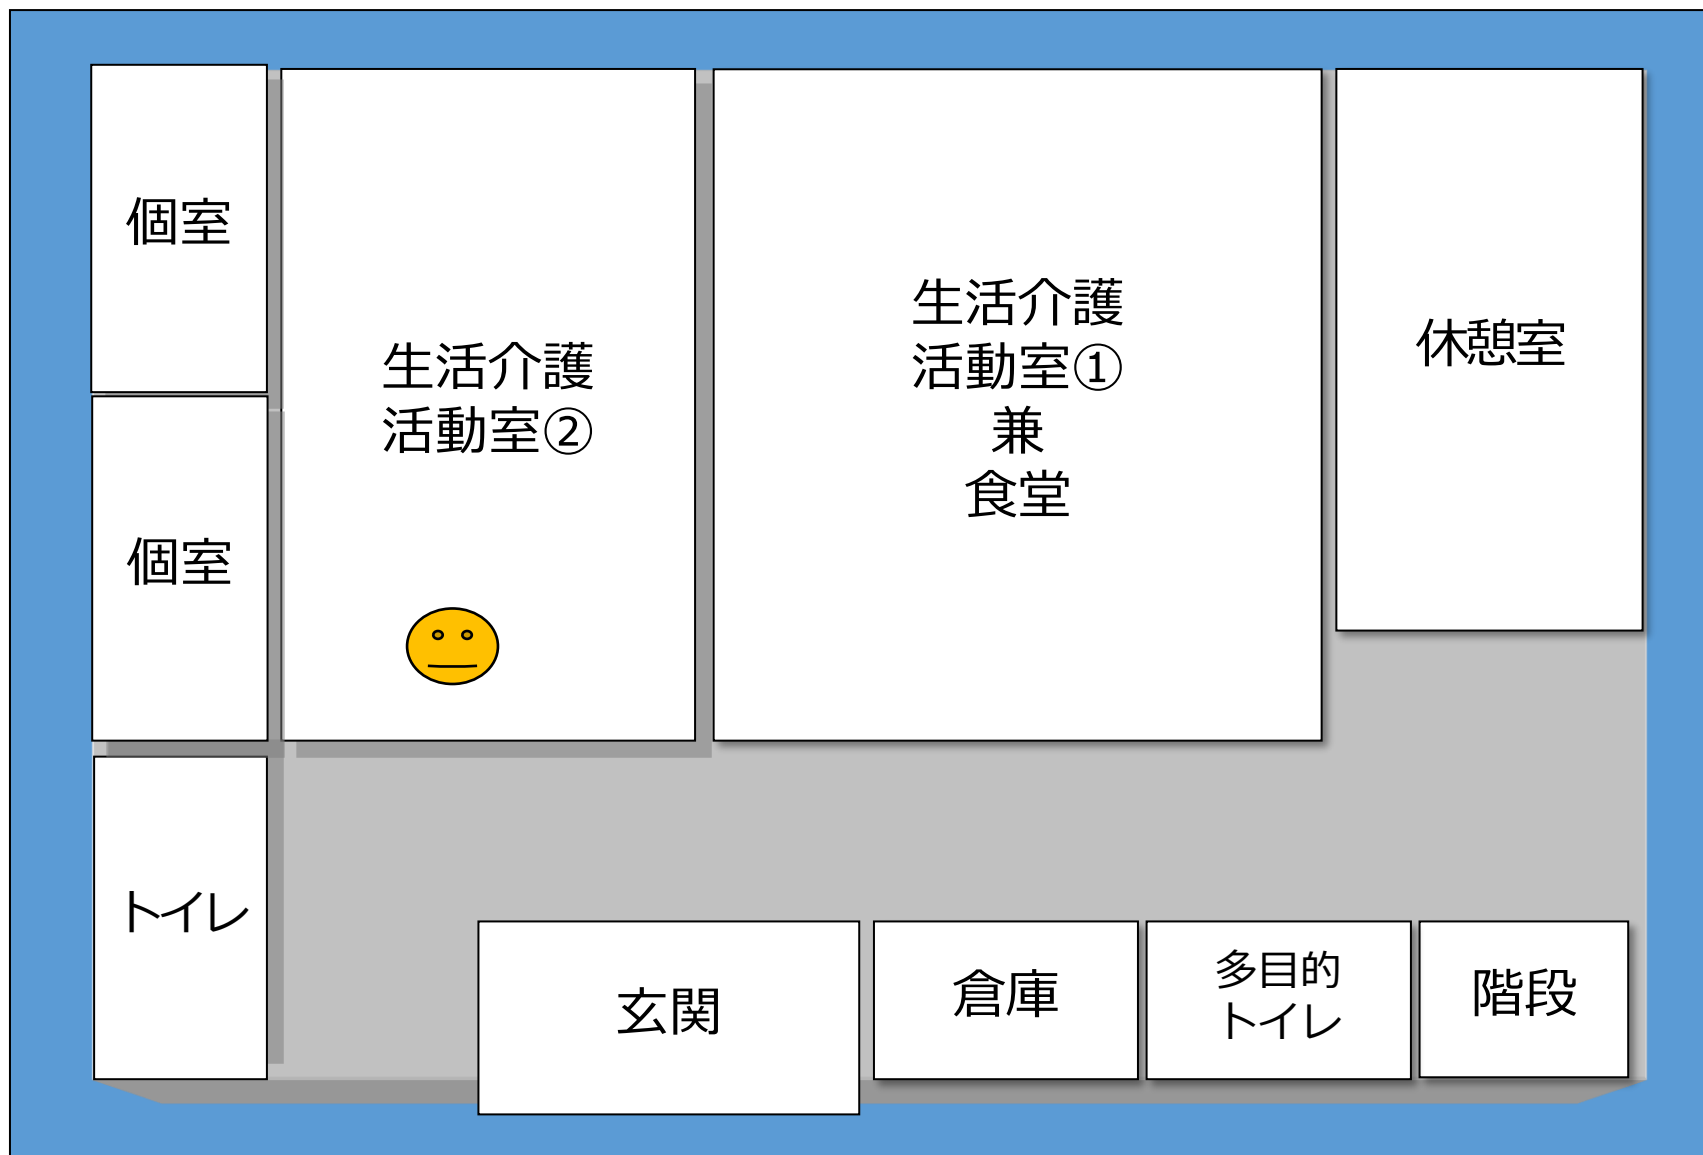 個室
生活介護
活動室②
生活介護
活動室①
兼
食堂
休憩室
個室
トイレ
玄関
倉庫
多目的
トイレ
階段